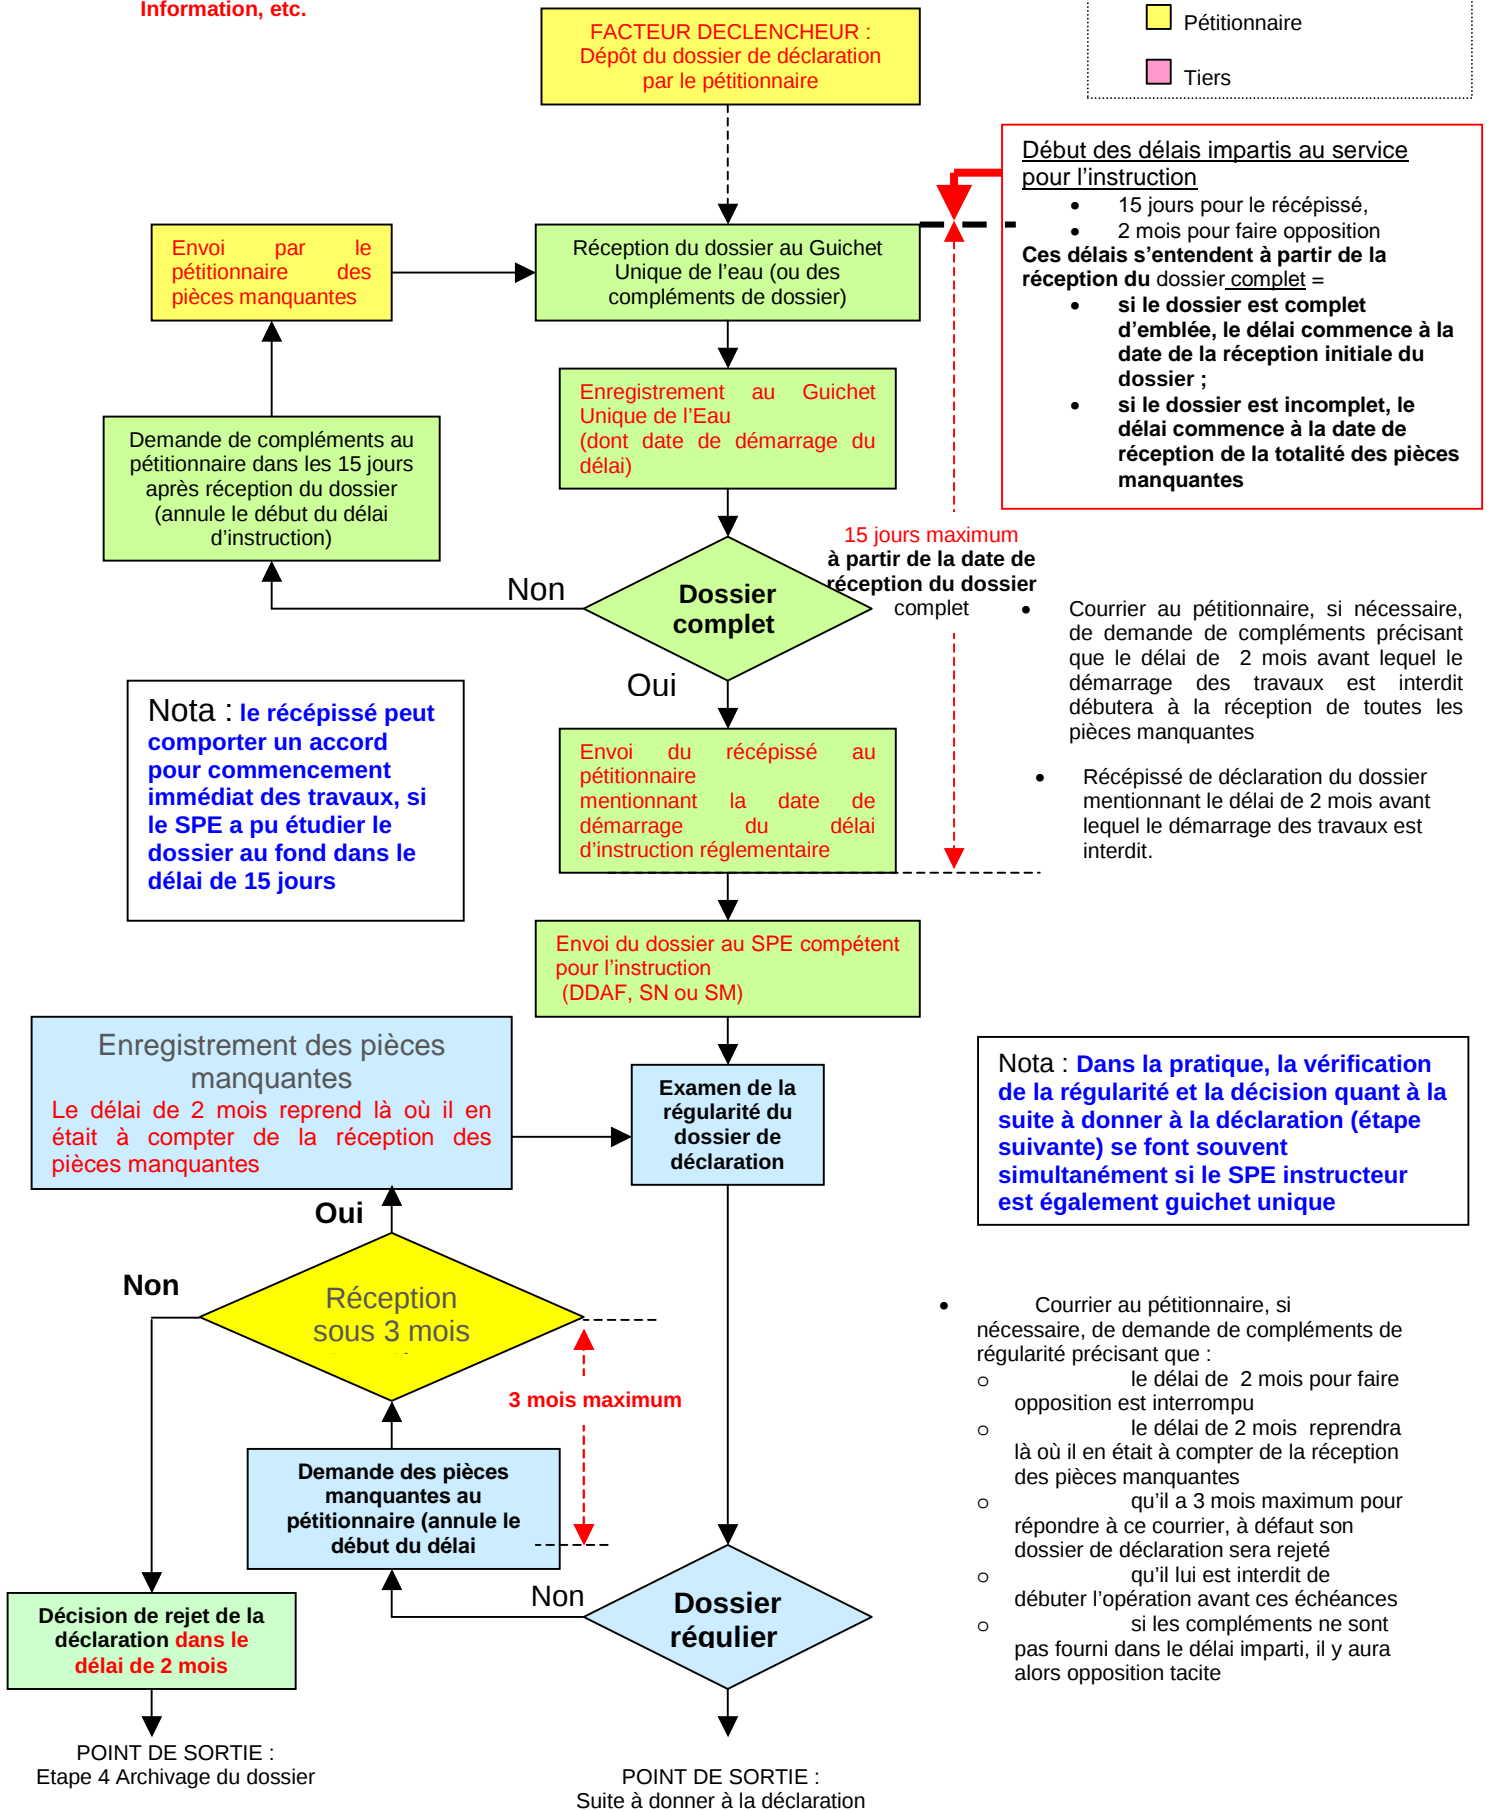 Information, etc.
FACTEUR DECLENCHEUR :
Dépôt du dossier de déclaration
par le pétitionnaire
Pétitionnaire
Tiers
Début des délais impartis au service
pour l'instruction
• 15 jours pour le récépissé,
• 2 mois pour faire opposition
Ces délais s'entendent à partir de la
réception du dossier complet =
• si le dossier est complet
d'emblée, le délai commence à la
date de la réception initiale du
dossier ;
• si le dossier est incomplet, le
délai commence à la date de
réception de la totalité des pièces
manquantes
Envoi par le
pétitionnaire des
pièces manquantes
Réception du dossier au Guichet
Unique de l'eau (ou des
compléments de dossier)
Enregistrement au Guichet
Unique de l'Eau
(dont date de démarrage du
délai)
Demande de compléments au
pétitionnaire dans les 15 jours
après réception du dossier
(annule le début du délai
d'instruction)
15 jours maximum
à partir de la date de
réception du dossier
complet
Non
Dossier
complet
Oui
• Courrier au pétitionnaire, si nécessaire,
de demande de compléments précisant
que le délai de 2 mois avant lequel le
démarrage des travaux est interdit
débutera à la réception de toutes les
pièces manquantes
• Récépissé de déclaration du dossier
mentionnant le délai de 2 mois avant
lequel le démarrage des travaux est
interdit.
Nota : le récépissé peut
comporter un accord
pour commencement
immédiat des travaux, si
le SPE a pu étudier le
dossier au fond dans le
délai de 15 jours
Envoi du récépissé au
pétitionnaire
mentionnant la date de
démarrage du délai
d'instruction réglementaire
Envoi du dossier au SPE compétent
pour l'instruction
(DDAF, SN ou SM)
Enregistrement des pièces
manquantes
Le délai de 2 mois reprend là où il en
était à compter de la réception des
pièces manquantes
Examen de la
régularité du
dossier de
déclaration
Nota : Dans la pratique, la vérification
de la régularité et la décision quant à la
suite à donner à la déclaration (étape
suivante) se font souvent
simultanément si le SPE instructeur
est également guichet unique
Oui
Non
Réception
sous 3 mois
3 mois maximum
Demande des pièces
manquantes au
pétitionnaire (annule le
début du délai
Non
Dossier
régulier
• Courrier au pétitionnaire, si
nécessaire, de demande de compléments de
régularité précisant que :
o le délai de 2 mois pour faire
opposition est interrompu
o le délai de 2 mois reprendra
là où il en était à compter de la réception
des pièces manquantes
o qu'il a 3 mois maximum pour
répondre à ce courrier, à défaut son
dossier de déclaration sera rejeté
o qu'il lui est interdit de
débuter l'opération avant ces échéances
o si les compléments ne sont
pas fourni dans le délai imparti, il y aura
alors opposition tacite
Décision de rejet de la
déclaration dans le
délai de 2 mois
POINT DE SORTIE :
Etape 4 Archivage du dossier
POINT DE SORTIE :
Suite à donner à la déclaration